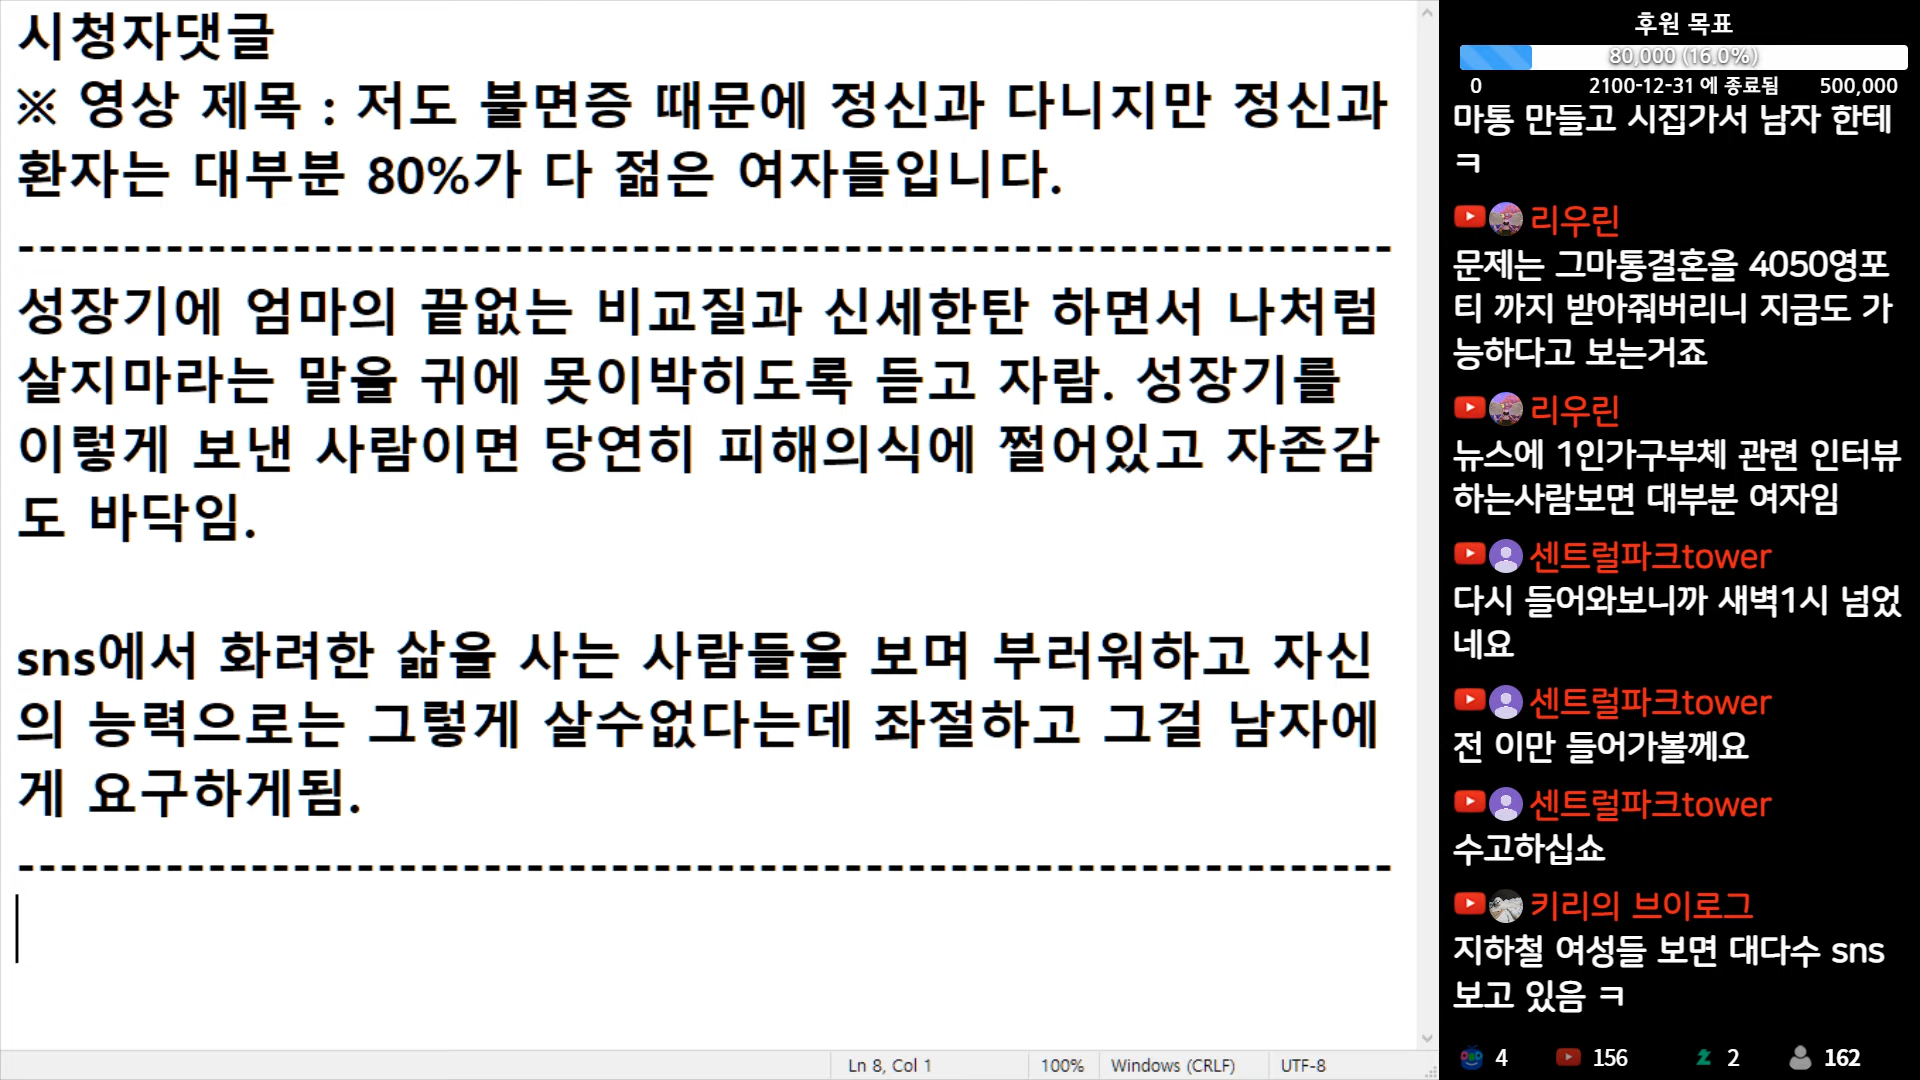 시청자댓글
※ 영상 제목 : 저도 불면증 때문에 정신과 다니지만 정신과
환자는 대부분 80%가 다 젊은 여자들입니다.
-----------------------------------------------------------------
성장기에 엄마의 끝없는 비교질과 신세한탄 하면서 나처럼
살지마라는 말을 귀에 못이박히도록 듣고 자람. 성장기를
이렇게 보낸 사람이면 당연히 피해의식에 쩔어있고 자존감
도 바닥임.
sns에서 화려한 삶을 사는 사람들을 보며 부러워하고 자신
의 능력으로는 그렇게 살수없다는데 좌절하고 그걸 남자에
게 요구하게됨.
-----------------------------------------------------------------
Ln 8, Col 1
100%
Windows (CRLF)
UTF-8
후원 목표
80,000 (16.0%)
0 2100-12-31 에 종료됨 500,000
마통 만들고 시집가서 남자 한테
ㅋ
리우린
문제는 그마통결혼을 4050영포
티 까지 받아줘버리니 지금도 가
능하다고 보는거죠
리우린
뉴스에 1인가구부체 관련 인터뷰
하는사람보면 대부분 여자임
센트럴파크tower
다시 들어와보니까 새벽1시 넘었
네요
센트럴파크tower
전 이만 들어가볼께요
센트럴파크tower
수고하십쇼
키리의 브이로그
지하철 여성들 보면 대다수 sns
보고 있음 ㅋ
4 156 2 162